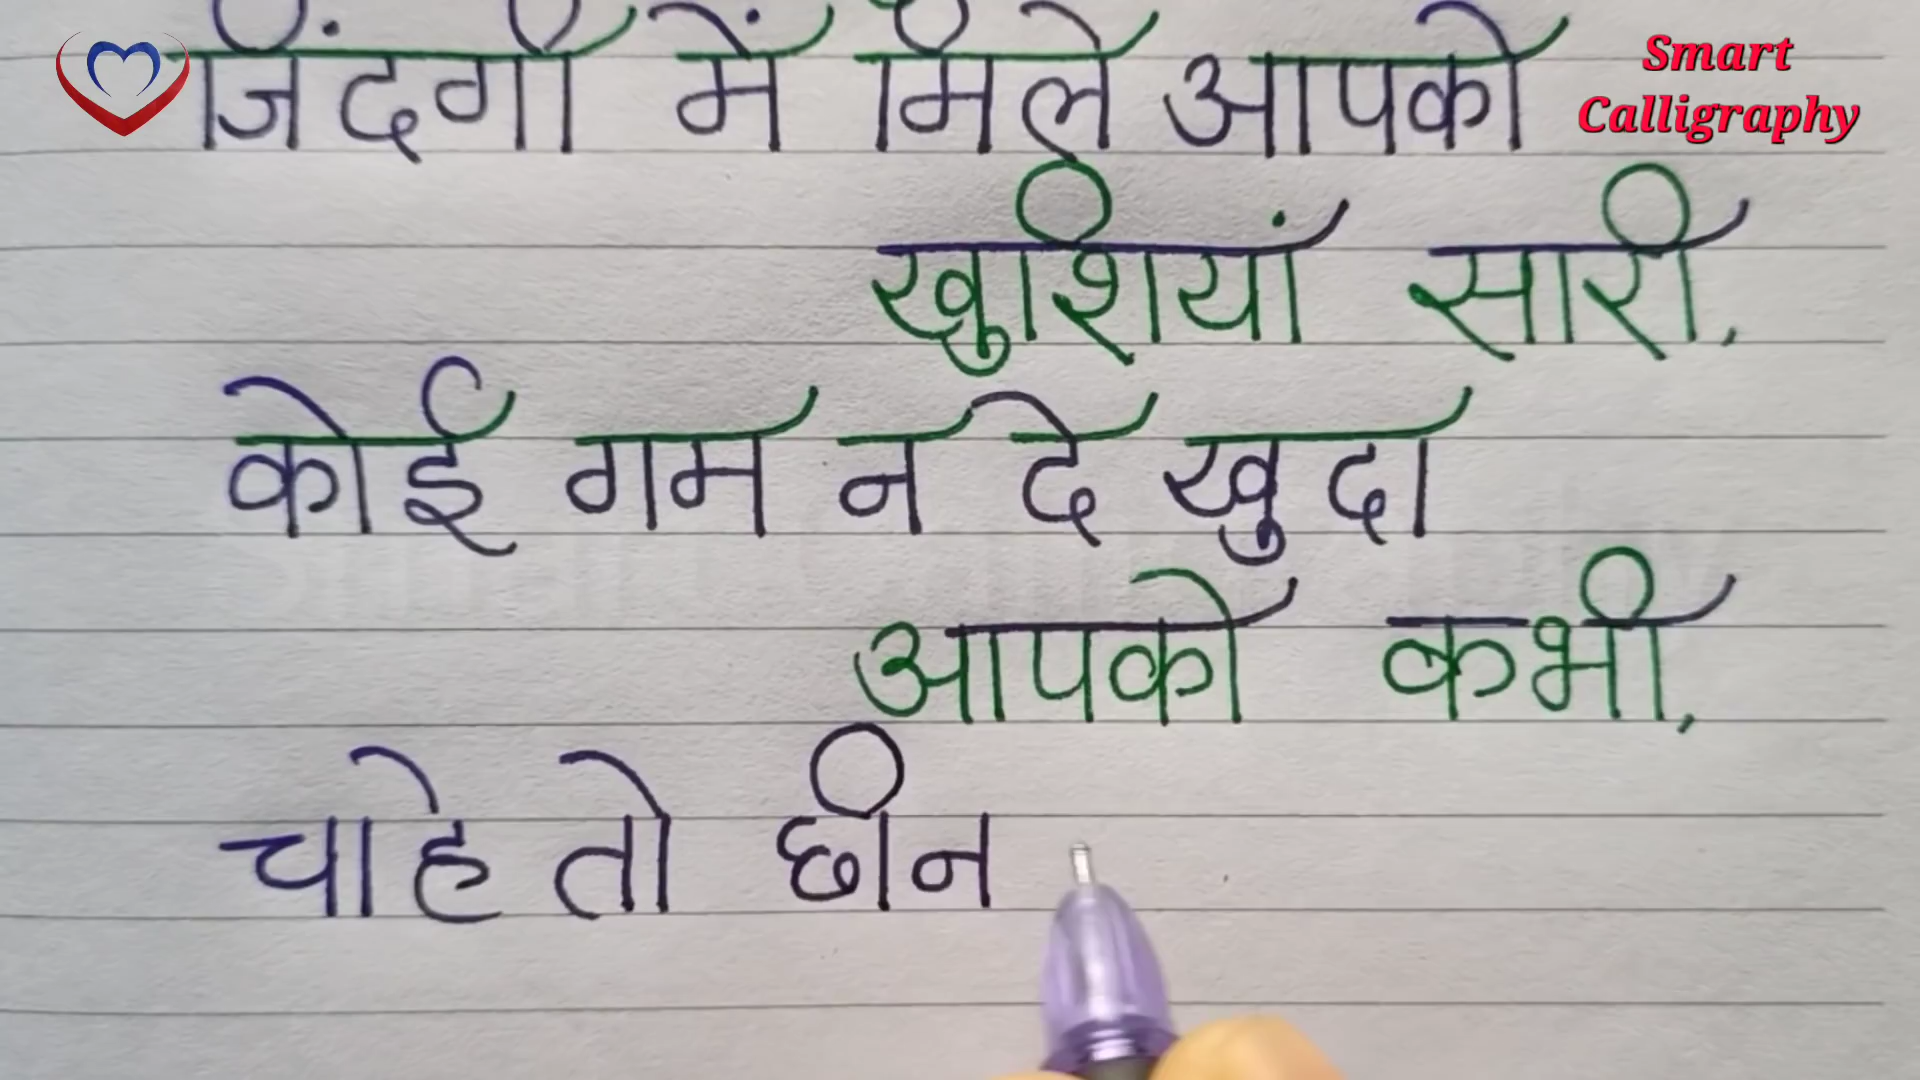 Smart
Calligraphy
जिंदगी में मिले आपको
खुशियां सारी,
कोई गम न दे खुदा
आपको कभी,
चाहे तो छीन